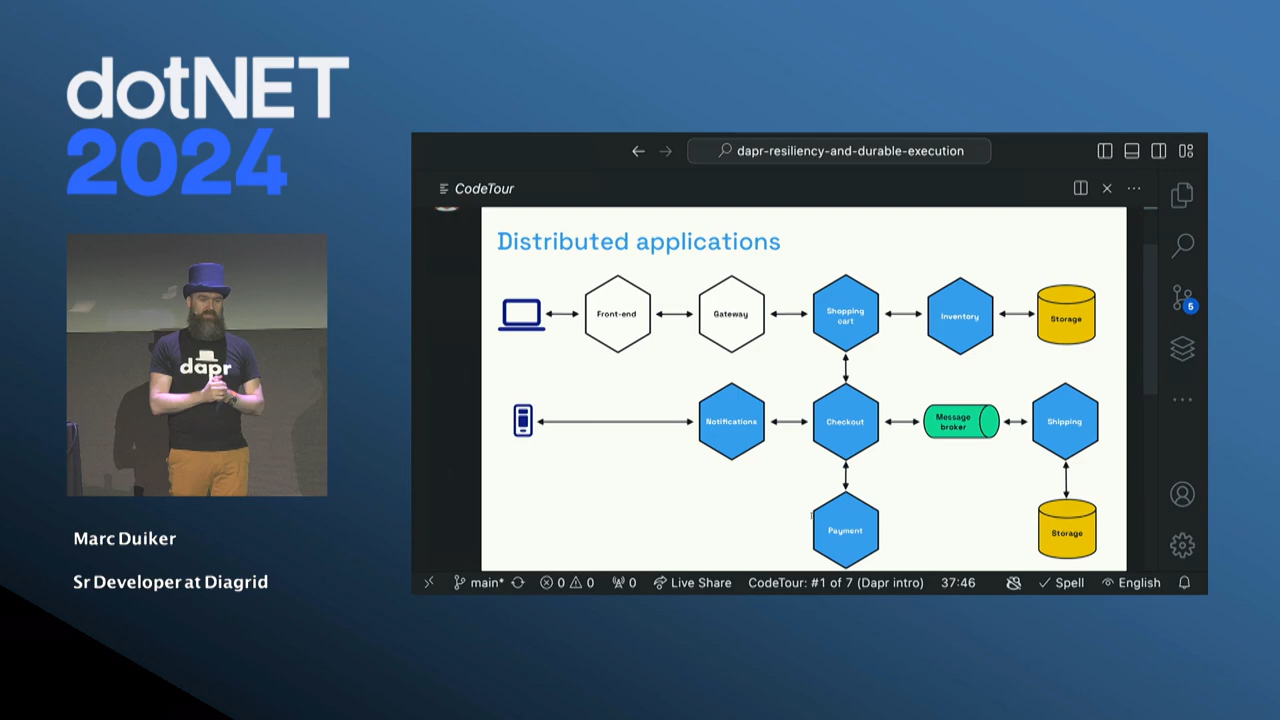 dotNET
2024
dapr
Marc Duiker
Sr Developer at Diagrid
dapr-resiliency-and-durable-execution
CodeTour
Distributed applications
Front-end
Gateway
Shopping
cart
Inventory
Storage
Notifications
Checkout
Message
broker
Shipping
Payment
Storage
5
main*
0
0
0
Live Share
CodeTour: #1 of 7 (Dapr intro)
37:46
Spell
English